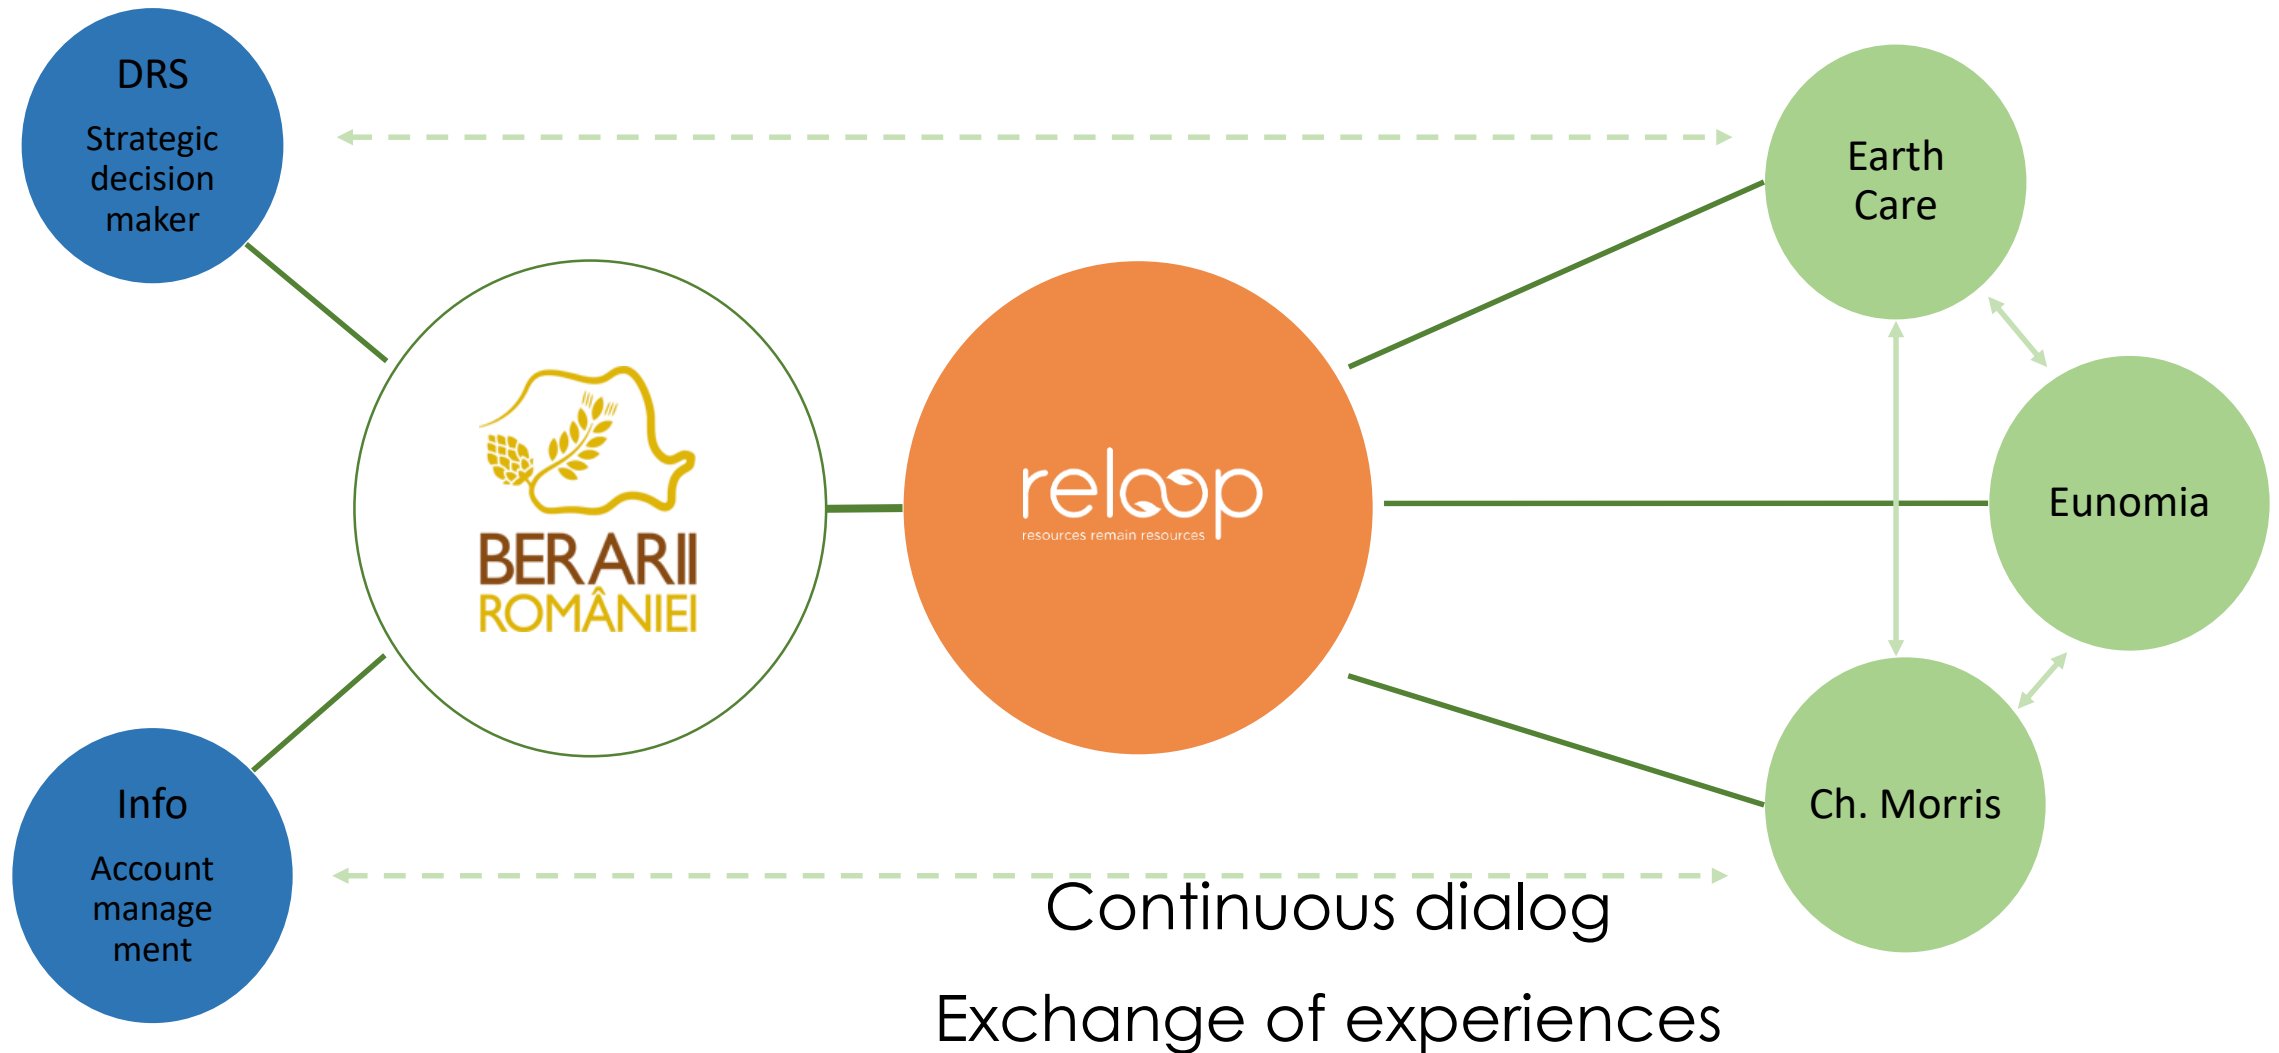 DRS
Strategic
decision
maker
Earth
Care
BERARII
ROMÂNIEI
reloop
resources remain resources
Eunomia
Info
Account
manage
ment
Ch. Morris
Continuous dialog
Exchange of experiences